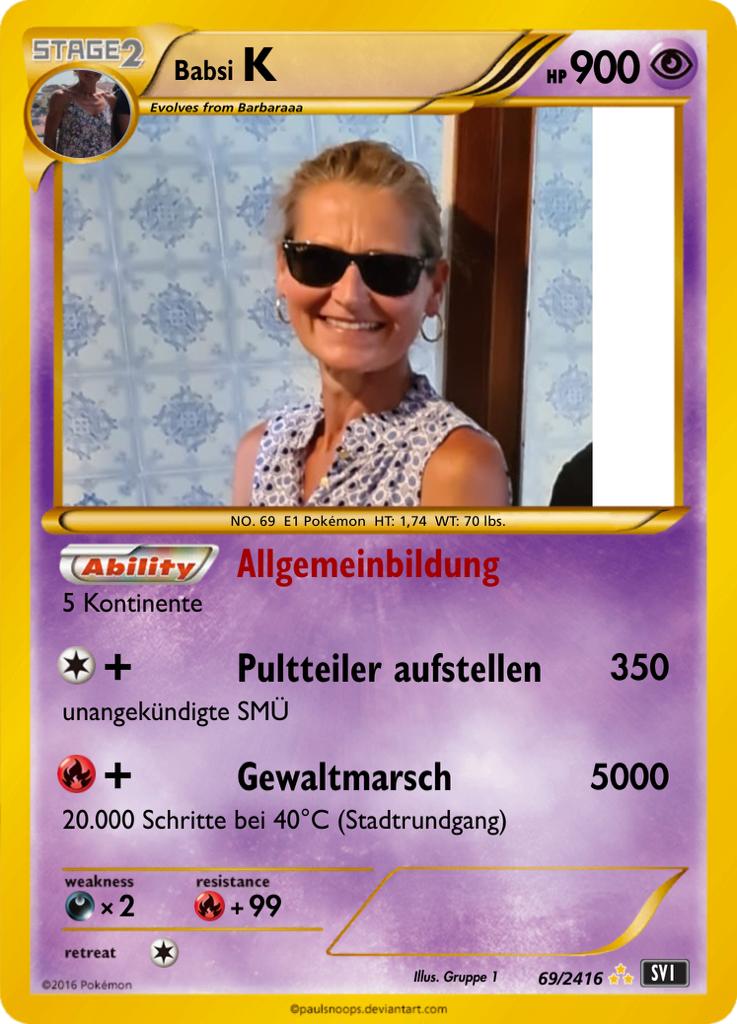 STAGE2
Babsi K
HP 900
Evolves from Barbaraaa
NO. 69 E1 Pokémon HT: 1,74 WT: 70 lbs.
Ability Allgemeinbildung
5 Kontinente
+ Pultteiler aufstellen 350
unangekündigte SMÜ
+ Gewaltmarsch 5000
20.000 Schritte bei 40°C (Stadtrundgang)
weakness resistance
×2 +99
retreat
©2016 Pokémon
Illus. Gruppe 1 69/2416 SVI
©paulsnoops.deviantart.com